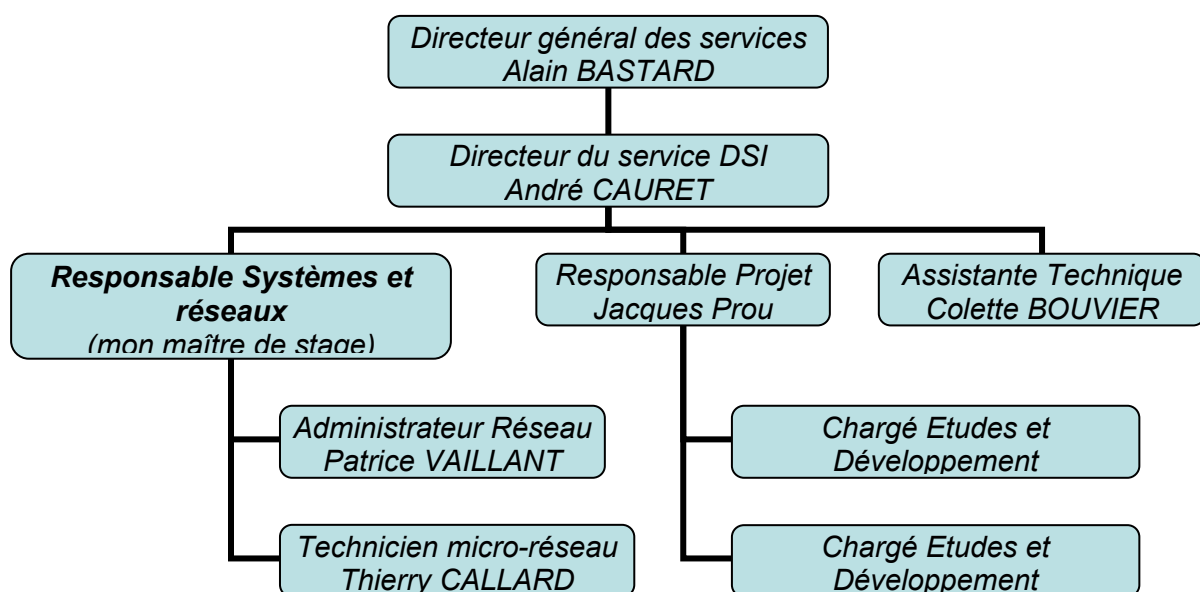 Directeur général des services
Alain BASTARD
Directeur du service DSI
André CAURET
Responsable Systèmes et
réseaux
(mon maître de stage)
Responsable Projet
Jacques Prou
Assistante Technique
Colette BOUVIER
Administrateur Réseau
Patrice VAILLANT
Chargé Etudes et
Développement
Technicien micro-réseau
Thierry CALLARD
Chargé Etudes et
Développement